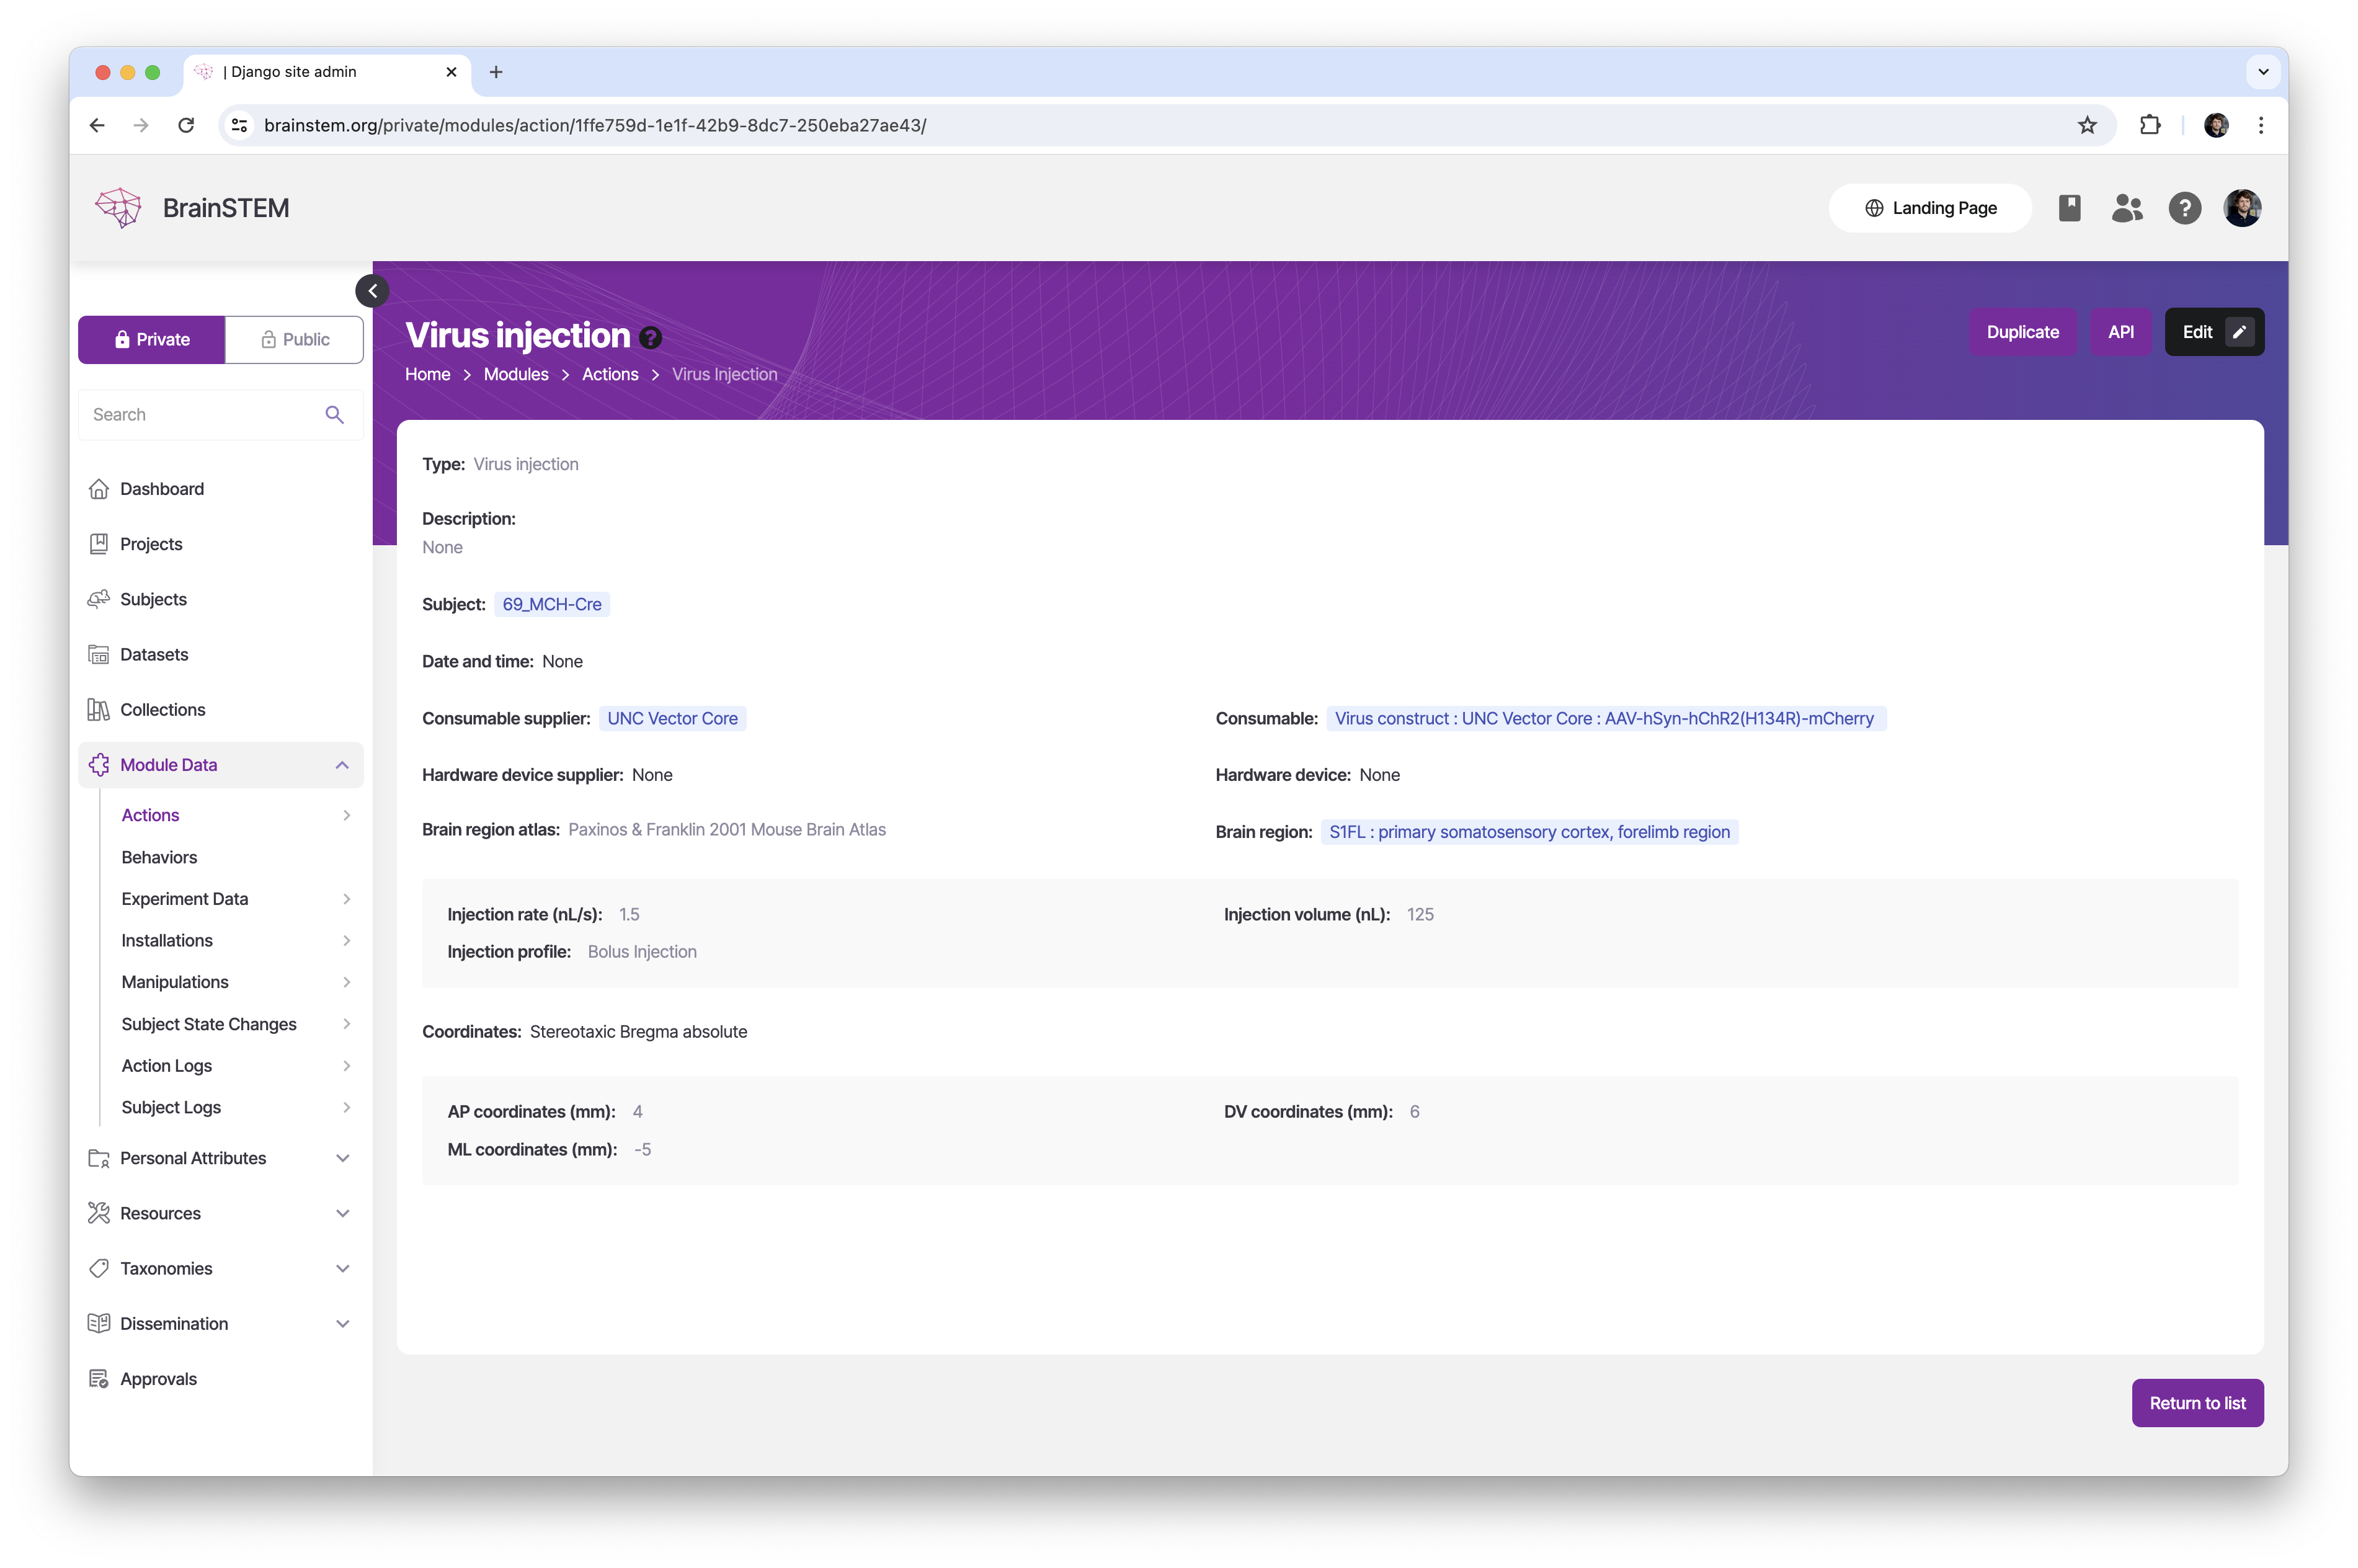 | Django site admin
brainstem.org/private/modules/action/1ffe759d-1e1f-42b9-8dc7-250eba27ae43/
BrainSTEM
Landing Page
Private
Public
Search
Dashboard
Projects
Subjects
Datasets
Collections
Module Data
Actions
Behaviors
Experiment Data
Installations
Manipulations
Subject State Changes
Action Logs
Subject Logs
Personal Attributes
Resources
Taxonomies
Dissemination
Approvals
Virus injection ?
Home > Modules > Actions > Virus Injection
Duplicate
API
Edit
Type: Virus injection
Description:
None
Subject: 69_MCH-Cre
Date and time: None
Consumable supplier: UNC Vector Core
Consumable: Virus construct : UNC Vector Core : AAV-hSyn-hChR2(H134R)-mCherry
Hardware device supplier: None
Hardware device: None
Brain region atlas: Paxinos & Franklin 2001 Mouse Brain Atlas
Brain region: S1FL : primary somatosensory cortex, forelimb region
Injection rate (nL/s): 1.5
Injection volume (nL): 125
Injection profile: Bolus Injection
Coordinates: Stereotaxic Bregma absolute
AP coordinates (mm): 4
DV coordinates (mm): 6
ML coordinates (mm): -5
Return to list